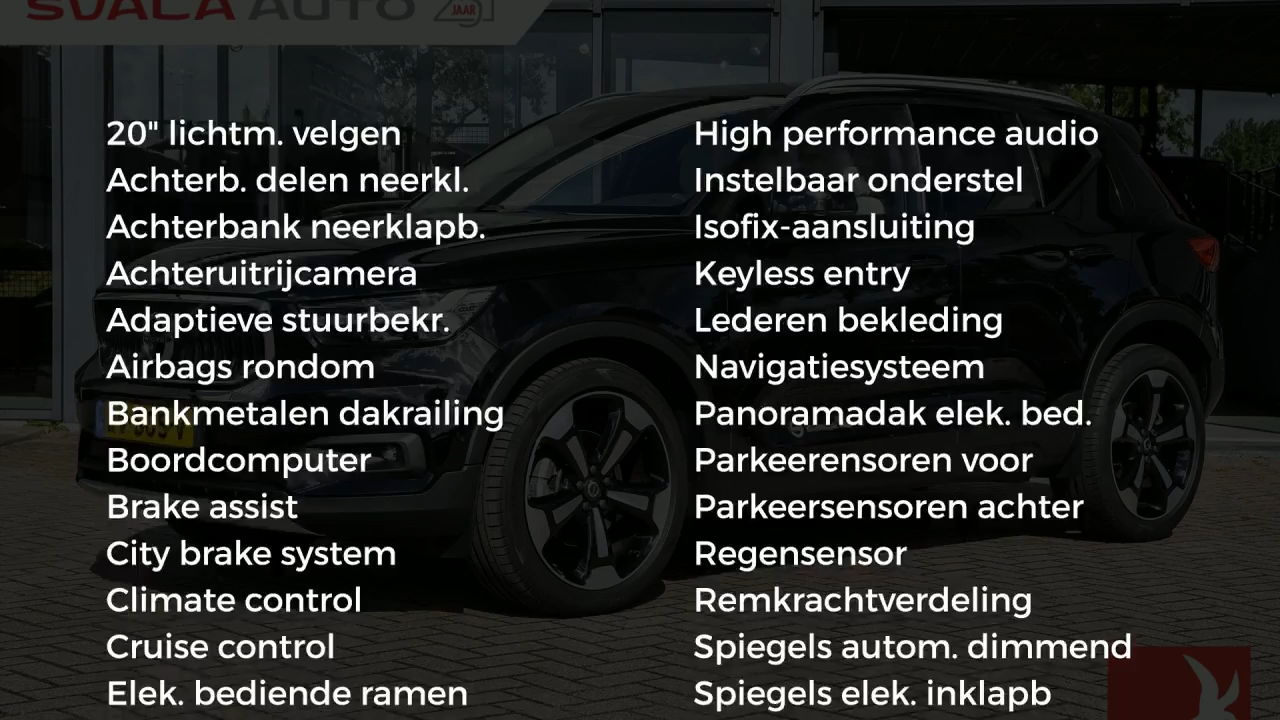 SVALA AUTO
JAAR
20" lichtm. velgen
Achterb. delen neerkl.
Achterbank neerklapb.
Achteruitrijcamera
Adaptieve stuurbekr.
Airbags rondom
Bankmetalen dakrailing
Boordcomputer
Brake assist
City brake system
Climate control
Cruise control
Elek. bediende ramen
High performance audio
Instelbaar onderstel
Isofix-aansluiting
Keyless entry
Lederen bekleding
Navigatiesysteem
Panoramadak elek. bed.
Parkeerensoren voor
Parkeersensoren achter
Regensensor
Remkrachtverdeling
Spiegels autom. dimmend
Spiegels elek. inklapb